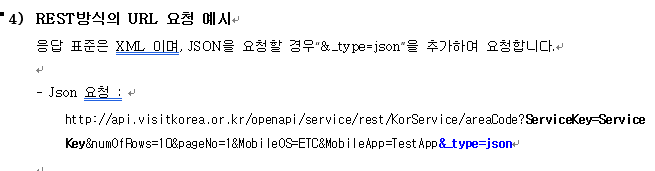 4) REST방식의 URL 요청 예시
응답 표준은 XML 이며, JSON을 요청할 경우“&_type=json”을 추가하며 요청합니다.
- Json 요청 :
http://api.visitkorea.or.kr/openapi/service/rest/KorService/areaCode?ServiceKey=Service
Key&numOfRows=10&pageNo=1&MobileOS=ETC&MobileApp=TestApp&_type=json